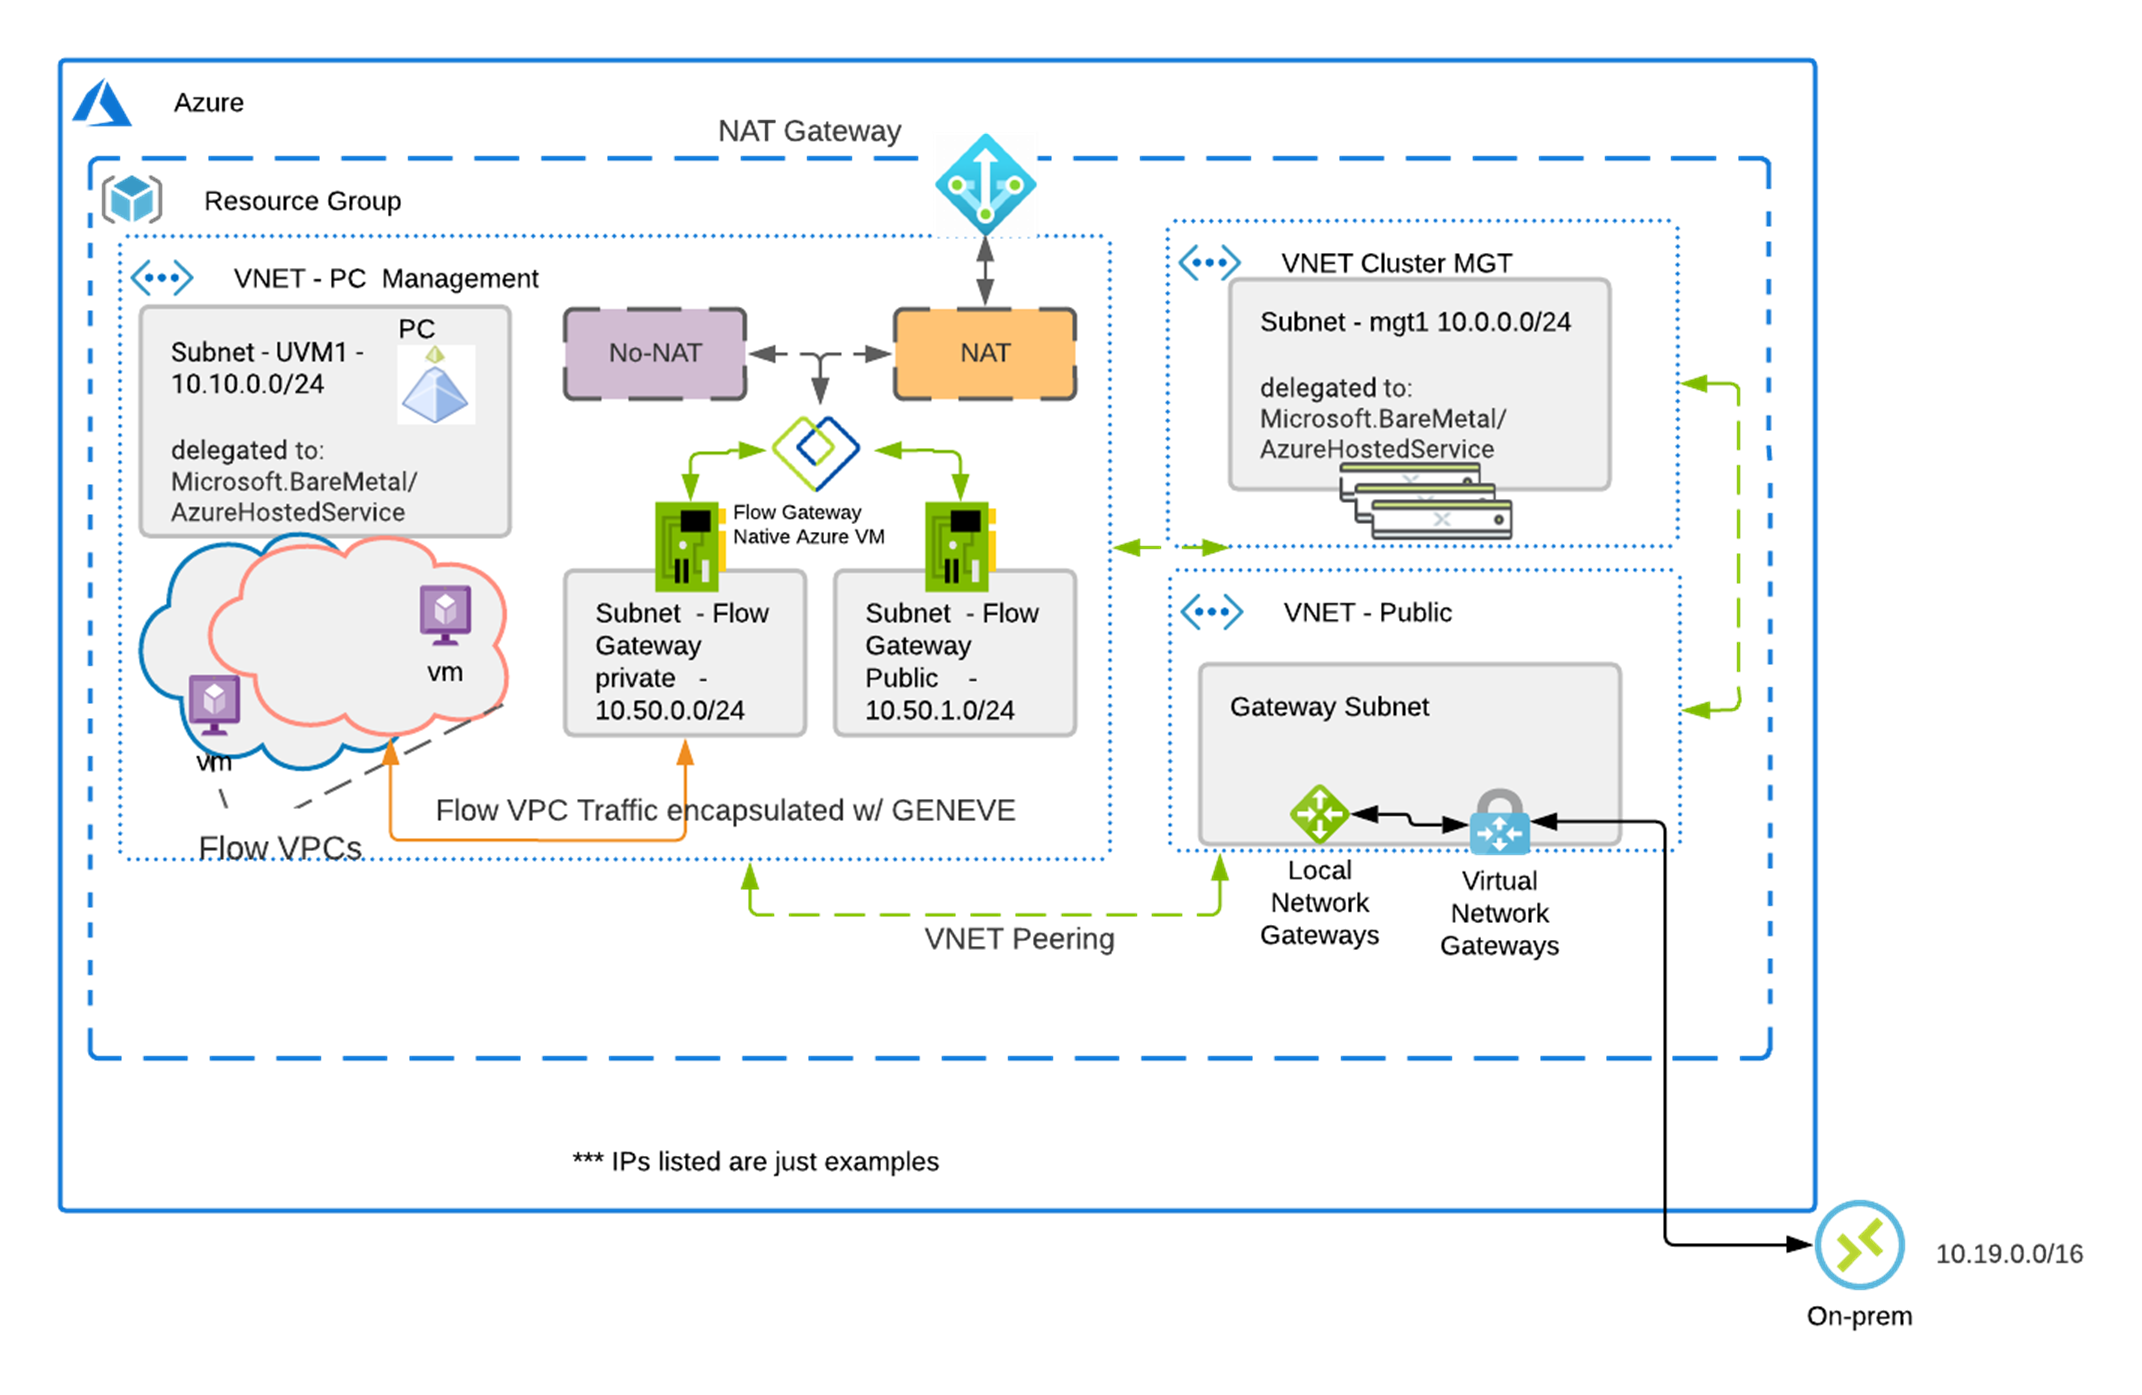 Azure
NAT Gateway
Resource Group
VNET - PC  Management
PC
Subnet - UVM1 -
10.10.0.0/24
delegated to:
Microsoft.BareMetal/
AzureHostedService
No-NAT
NAT
Flow Gateway
Native Azure VM
Subnet  - Flow
Gateway
private  -
10.50.0.0/24
Subnet  - Flow
Gateway
Public  -
10.50.1.0/24
vm
vm
Flow VPC Traffic encapsulated w/ GENEVE
Flow VPCs
VNET Cluster MGT
Subnet - mgt1 10.0.0.0/24
delegated to:
Microsoft.BareMetal/
AzureHostedService
VNET - Public
Gateway Subnet
Local
Network
Gateways
Virtual
Network
Gateways
VNET Peering
*** IPs listed are just examples
10.19.0.0/16
On-prem